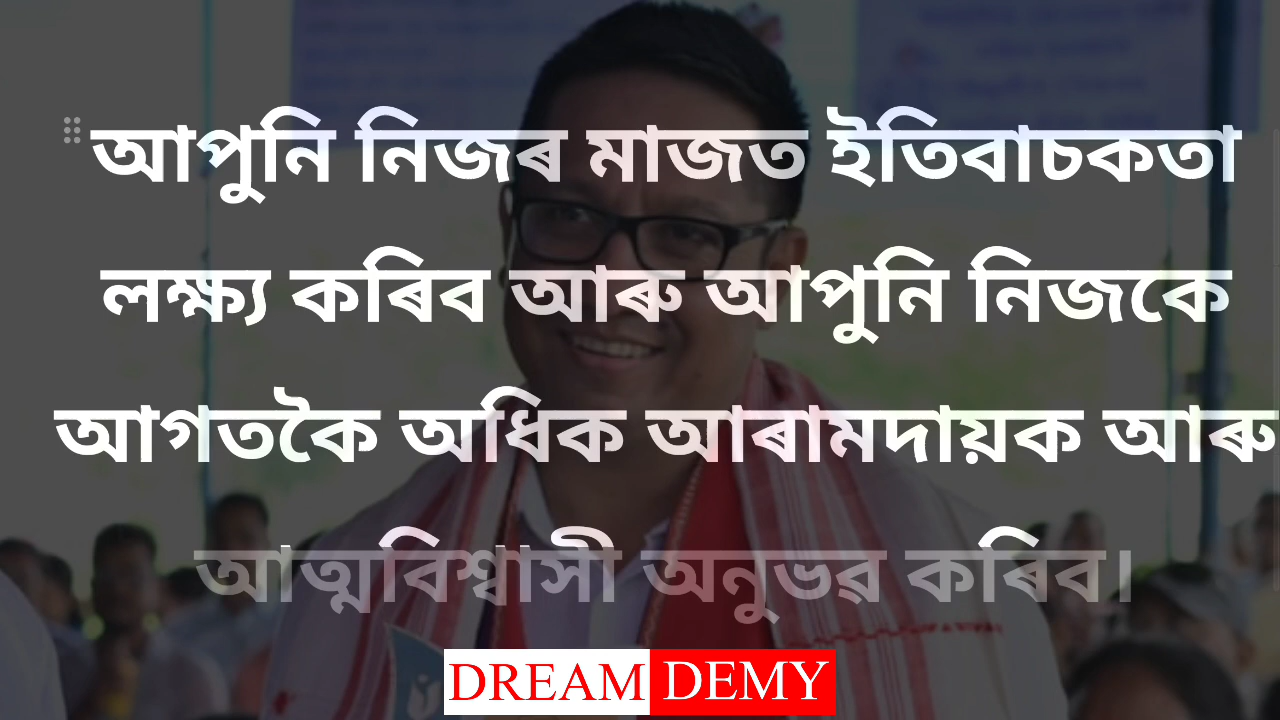 আপুনি নিজৰ মাজত ইতিবাচকতা
লক্ষ্য কৰিব আৰু আপুনি নিজকে
আগতকৈ অধিক আৰামদায়ক আৰু
আত্মবিশ্বাসী অনুভৱ কৰিব।
DREAM DEMY